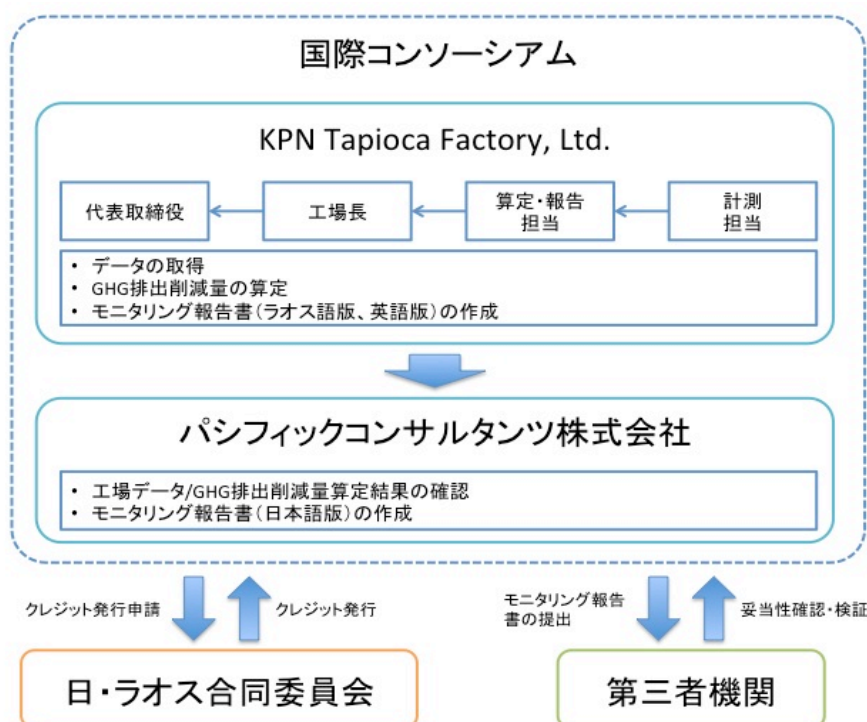 国際コンソーシアム
KPN Tapioca Factory, Ltd.
代表取締役
工場長
算定・報告
担当
計測
担当
• データの取得
• GHG排出削減量の算定
• モニタリング報告書(ラオス語版、英語版)の作成
パシフィックコンサルタンツ株式会社
• 工場データ/GHG排出削減量算定結果の確認
• モニタリング報告書(日本語版)の作成
クレジット発行申請
クレジット発行
モニタリング報告
書の提出
妥当性確認・検証
日・ラオス合同委員会
第三者機関